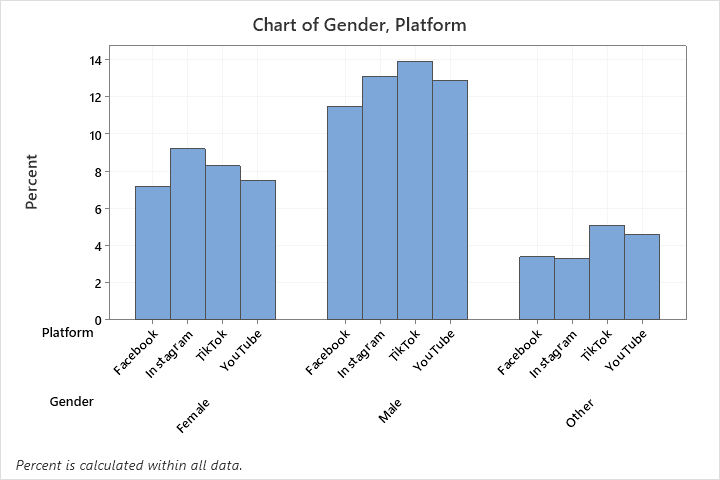 Chart of Gender, Platform
Percent
14
12
10
8
6
4
2
0
Platform
Facebook
Instagram
TikTok
YouTube
Facebook
Instagram
TikTok
YouTube
Facebook
Instagram
TikTok
YouTube
Gender
Female
Male
Other
Percent is calculated within all data.